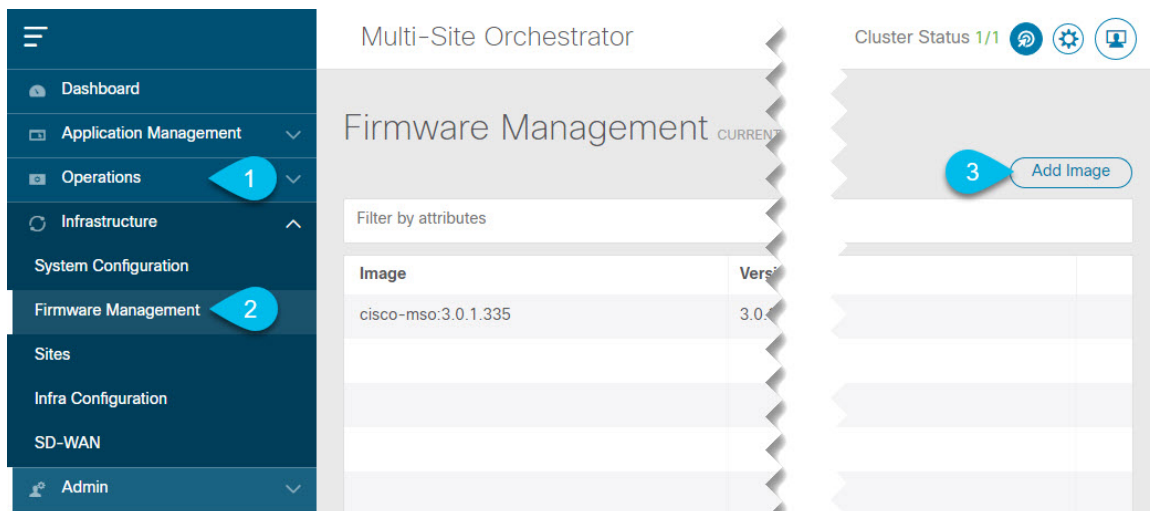 Multi-Site Orchestrator
Cluster Status 1/1
Dashboard
Application Management
Operations
1
Infrastructure
System Configuration
Firmware Management
2
Sites
Infra Configuration
SD-WAN
Admin
Firmware Management CURRENT
3
Add Image
Filter by attributes
Image
cisco-mso:3.0.1.335